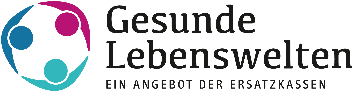 Gesunde
Lebenswelten
EIN ANGEBOT DER ERSATZKASSEN